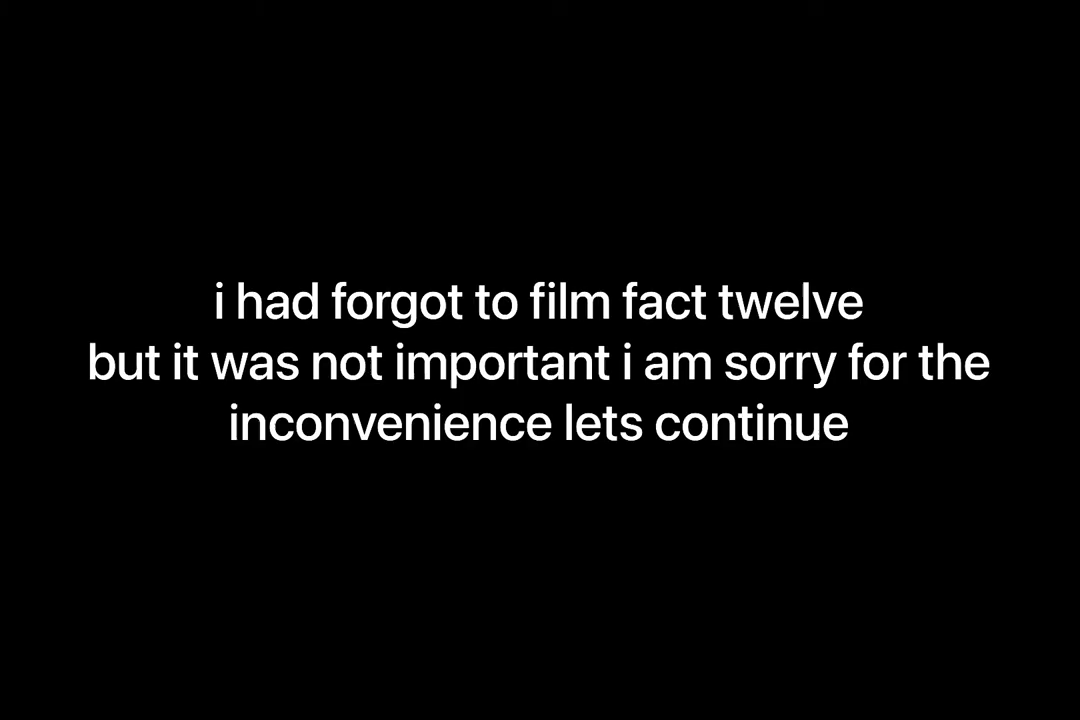 i had forgot to film fact twelve
but it was not important i am sorry for the
inconvenience lets continue